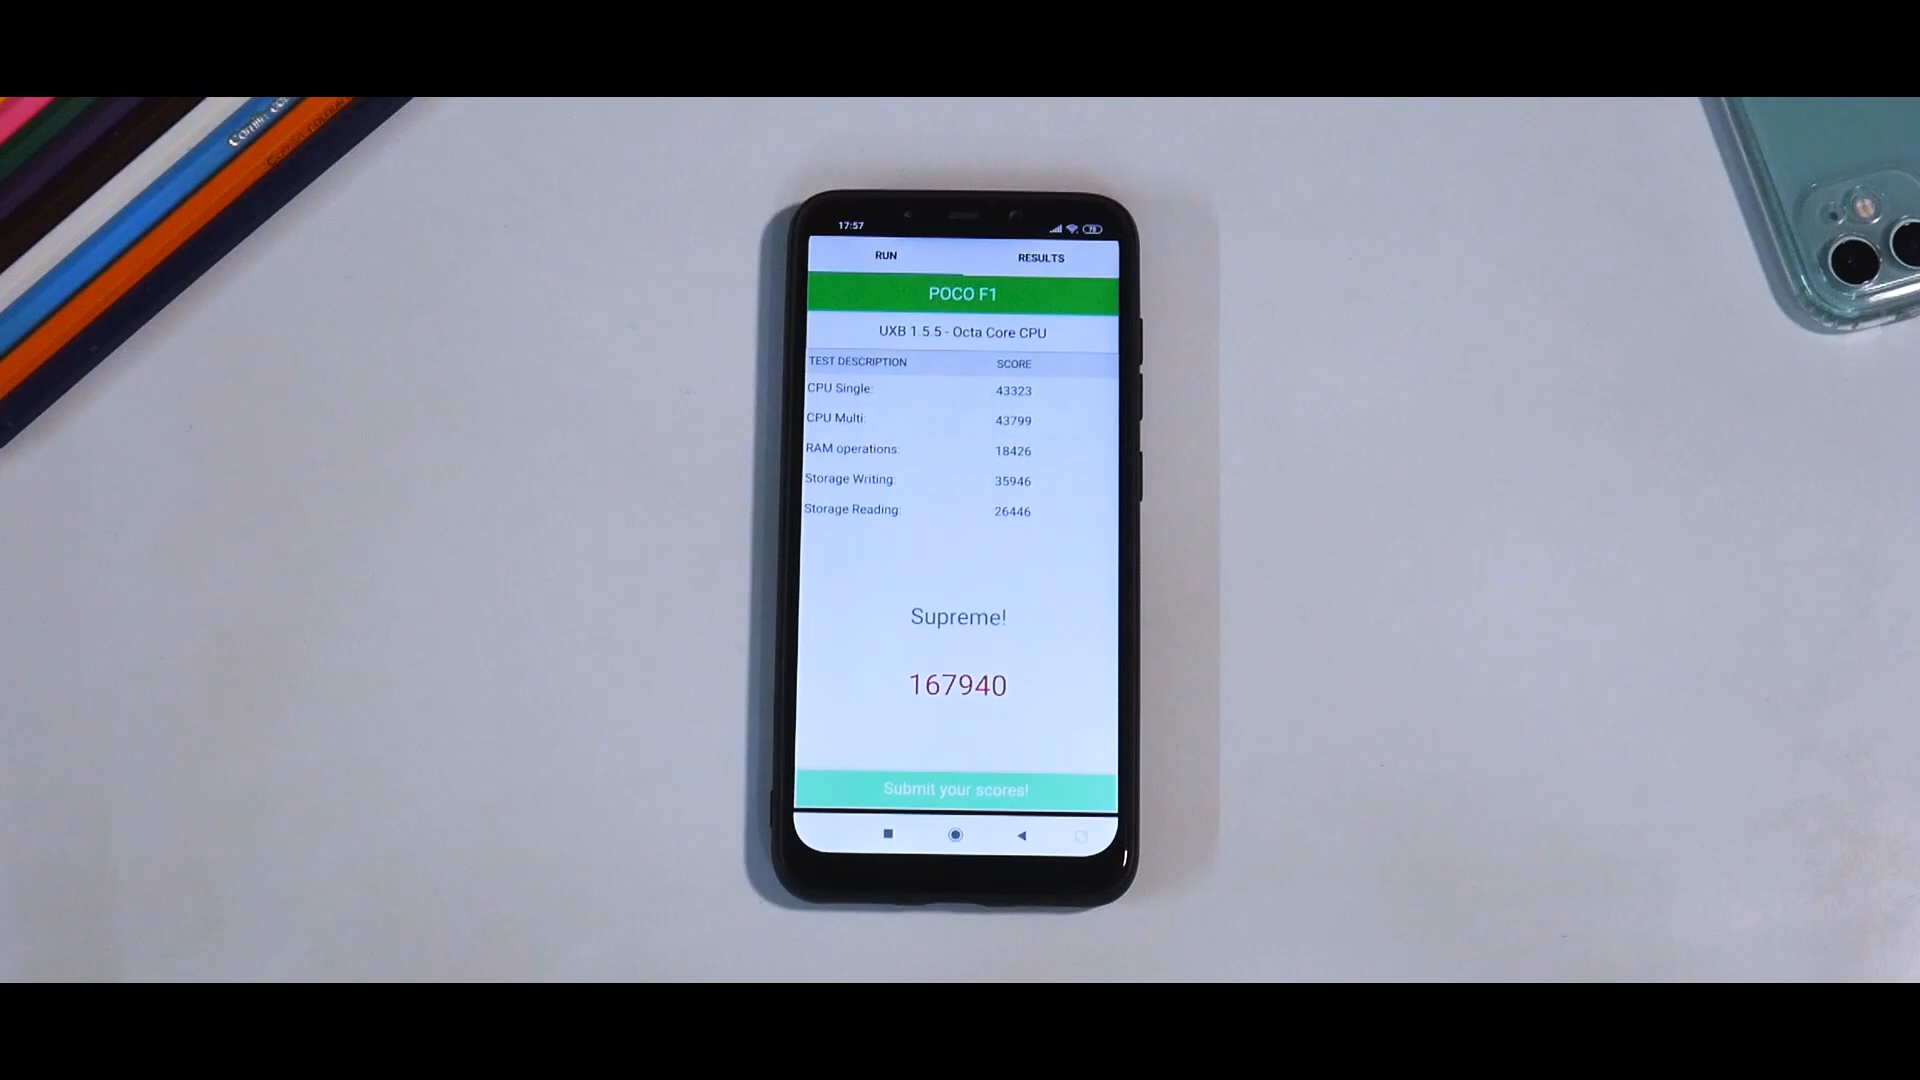 17:57
78
RUN RESULTS
POCO F1
UXB 1.5.5 - Octa Core CPU
TEST DESCRIPTION SCORE
CPU Single: 43323
CPU Multi: 43799
RAM operations: 18426
Storage Writing: 35946
Storage Reading: 26446
Supreme!
167940
Submit your scores!